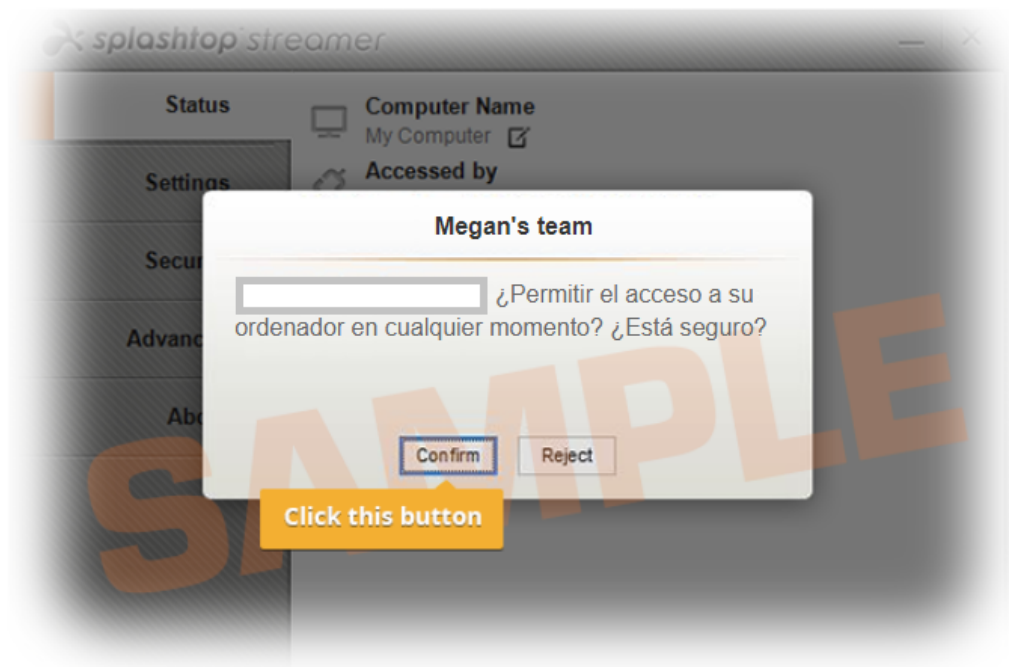 splashtop streamer
Status
Computer Name
My Computer
Settings
Accessed by
Megan's team
Secur
¿Permitir el acceso a su
ordenador en cualquier momento? ¿Está seguro?
Advanc
Abo
Confirm
Reject
Click this button
SAMPLE